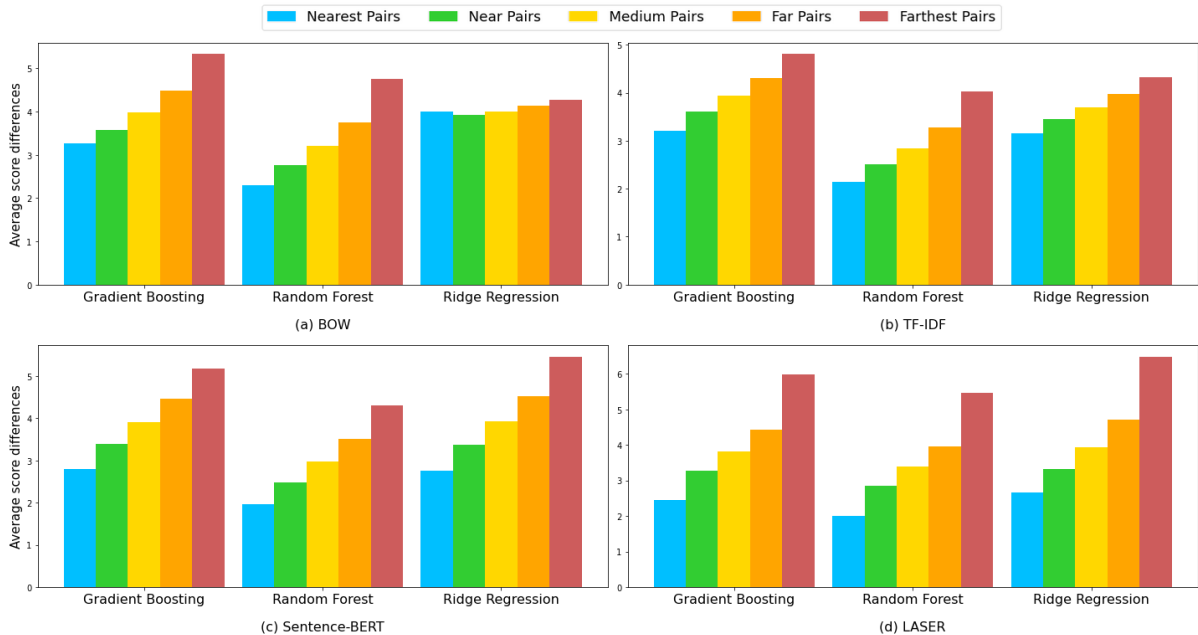 Nearest Pairs Near Pairs Medium Pairs Far Pairs Farthest Pairs
Average score differences
5
4
3
2
1
0
Gradient Boosting Random Forest Ridge Regression
(a) BOW
5
4
3
2
1
0
Gradient Boosting Random Forest Ridge Regression
(b) TF-IDF
Average score differences
5
4
3
2
1
0
Gradient Boosting Random Forest Ridge Regression
(c) Sentence-BERT
6
5
4
3
2
1
0
Gradient Boosting Random Forest Ridge Regression
(d) LASER